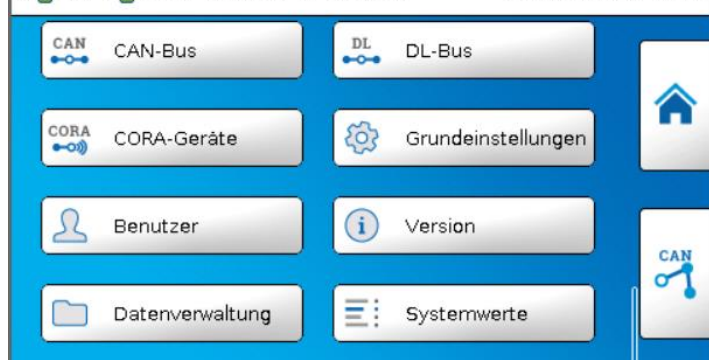 CAN CAN-Bus
DL DL-Bus
CORA CORA-Geräte
Grundeinstellungen
Benutzer
i Version
CAN
Datenverwaltung
Systemwerte